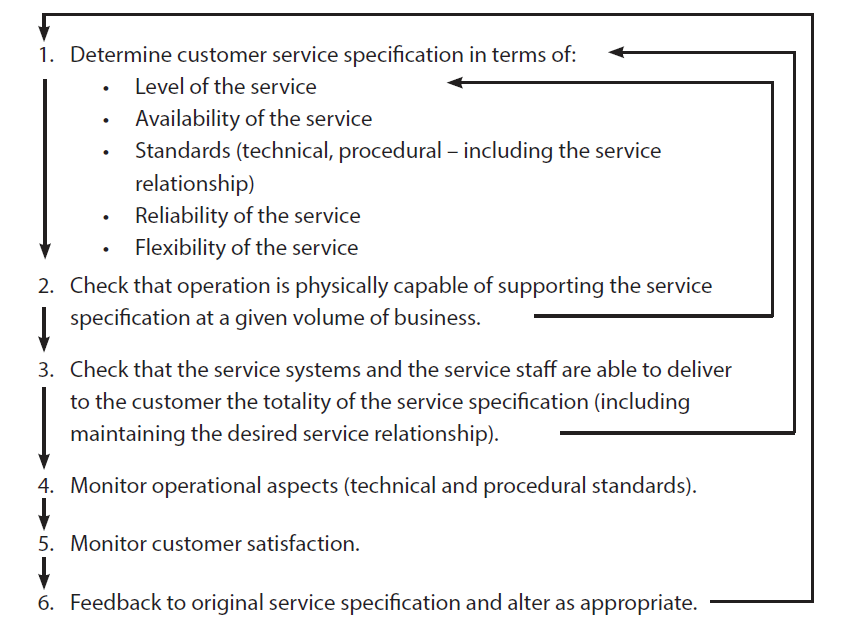 1. Determine customer service specification in terms of:
• Level of the service
• Availability of the service
• Standards (technical, procedural – including the service
relationship)
• Reliability of the service
• Flexibility of the service
2. Check that operation is physically capable of supporting the service
specification at a given volume of business.
3. Check that the service systems and the service staff are able to deliver
to the customer the totality of the service specification (including
maintaining the desired service relationship).
4. Monitor operational aspects (technical and procedural standards).
5. Monitor customer satisfaction.
6. Feedback to original service specification and alter as appropriate.